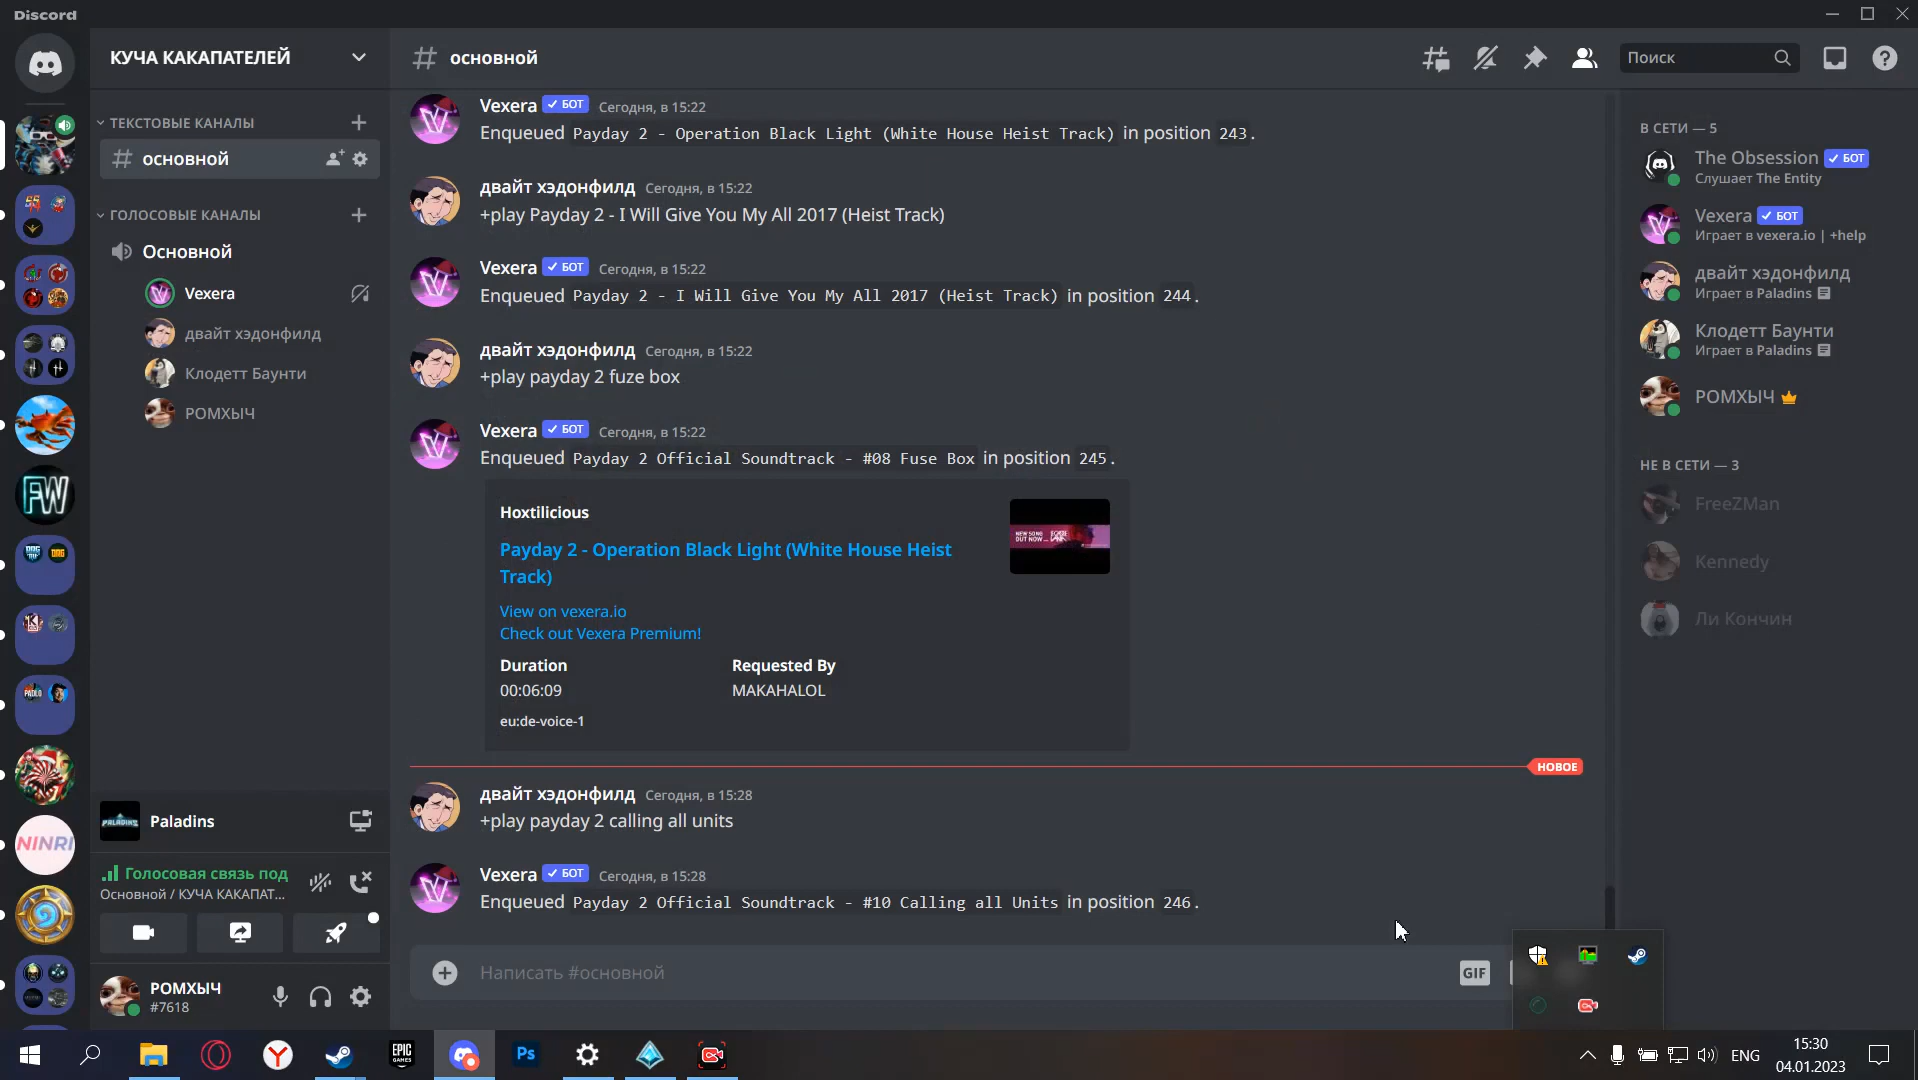 Discord
КУЧА КАКАПАТЕЛЕЙ
ТЕКСТОВЫЕ КАНАЛЫ
основной
ГОЛОСОВЫЕ КАНАЛЫ
Основной
Vexera
двайт хэдонфилд
Клодетт Баунти
РОМХЫЧ
Paladins
Голосовая связь под
Основной / КУЧА КАКАПАТ...
РОМХЫЧ
#7618
FW
NINRI
# основной
Поиск
Vexera ✓ БОТ Сегодня, в 15:22
Enqueued Payday 2 - Operation Black Light (White House Heist Track) in position 243.
двайт хэдонфилд Сегодня, в 15:22
+play Payday 2 - I Will Give You My All 2017 (Heist Track)
Vexera ✓ БОТ Сегодня, в 15:22
Enqueued Payday 2 - I Will Give You My All 2017 (Heist Track) in position 244.
двайт хэдонфилд Сегодня, в 15:22
+play payday 2 fuze box
Vexera ✓ БОТ Сегодня, в 15:22
Enqueued Payday 2 Official Soundtrack - #08 Fuse Box in position 245.
Hoxtilicious
Payday 2 - Operation Black Light (White House Heist
Track)
View on vexera.io
Check out Vexera Premium!
Duration Requested By
00:06:09 MAKAHALOL
eu:de-voice-1
НОВОЕ
двайт хэдонфилд Сегодня, в 15:28
+play payday 2 calling all units
Vexera ✓ БОТ Сегодня, в 15:28
Enqueued Payday 2 Official Soundtrack - #10 Calling all Units in position 246.
Написать #основной
GIF
В СЕТИ — 5
The Obsession ✓ БОТ
Слушает The Entity
Vexera ✓ БОТ
Играет в vexera.io | +help
двайт хэдонфилд
Играет в Paladins
Клодетт Баунти
Играет в Paladins
РОМХЫЧ
НЕ В СЕТИ — 3
FreeZMan
Kennedy
Ли Кончин
EPIC
GAMES
Ps
ENG
15:30
04.01.2023